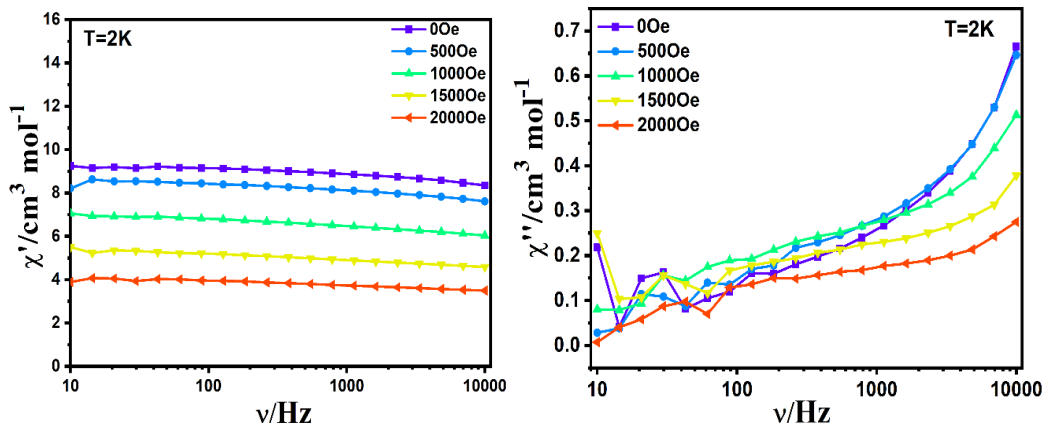 16
14
12
10
8
6
4
2
0
χ'/cm³ mol⁻¹
T=2K
0Oe
500Oe
1000Oe
1500Oe
2000Oe
10 100 1000 10000
ν/Hz
0.7
0.6
0.5
0.4
0.3
0.2
0.1
0.0
χ''/cm³ mol⁻¹
0Oe
500Oe
1000Oe
1500Oe
2000Oe
T=2K
10 100 1000 10000
ν/Hz